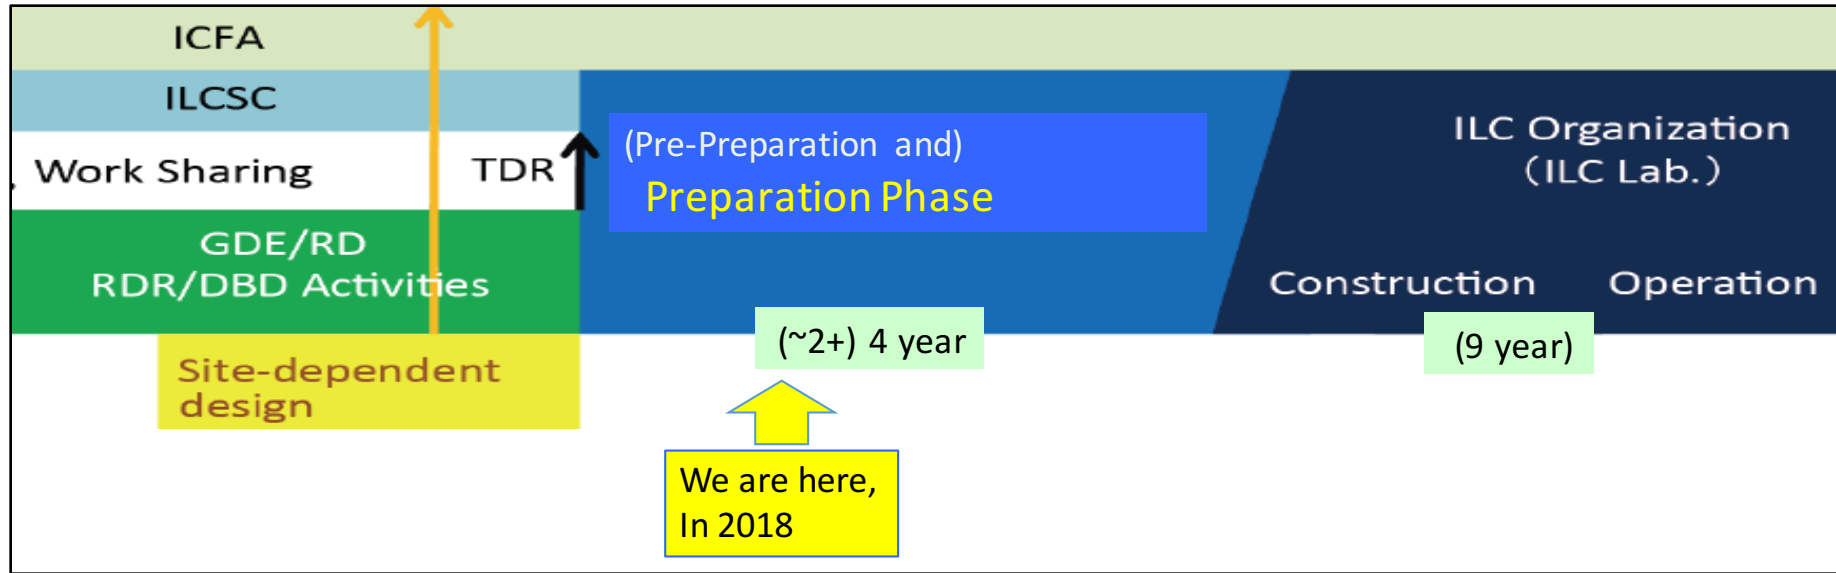 ICFA
ILCSC
, Work Sharing
TDR
GDE/RD
RDR/DBD Activities
Site-dependent
design
(Pre-Preparation and)
Preparation Phase
(~2+) 4 year
We are here,
In 2018
ILC Organization
(ILC Lab.)
Construction
Operation
(9 year)